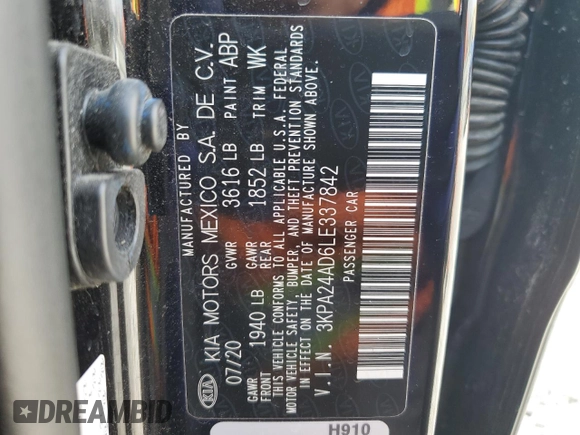 MANUFACTURED BY
KIA KIA MOTORS MEXICO S.A. DE C.V.
07/20 GVWR 3616 LB PAINT ABP
GAWR FRONT 1940 LB GAWR REAR 1852 LB TRIM WK
THIS VEHICLE CONFORMS TO ALL APPLICABLE U.S.A. FEDERAL
MOTOR VEHICLE SAFETY, BUMPER, AND THEFT PREVENTION STANDARDS
IN EFFECT ON THE DATE OF MANUFACTURE SHOWN ABOVE.
V.I.N. 3KPA24AD6LE337842
PASSENGER CAR
H910
DREAMBID